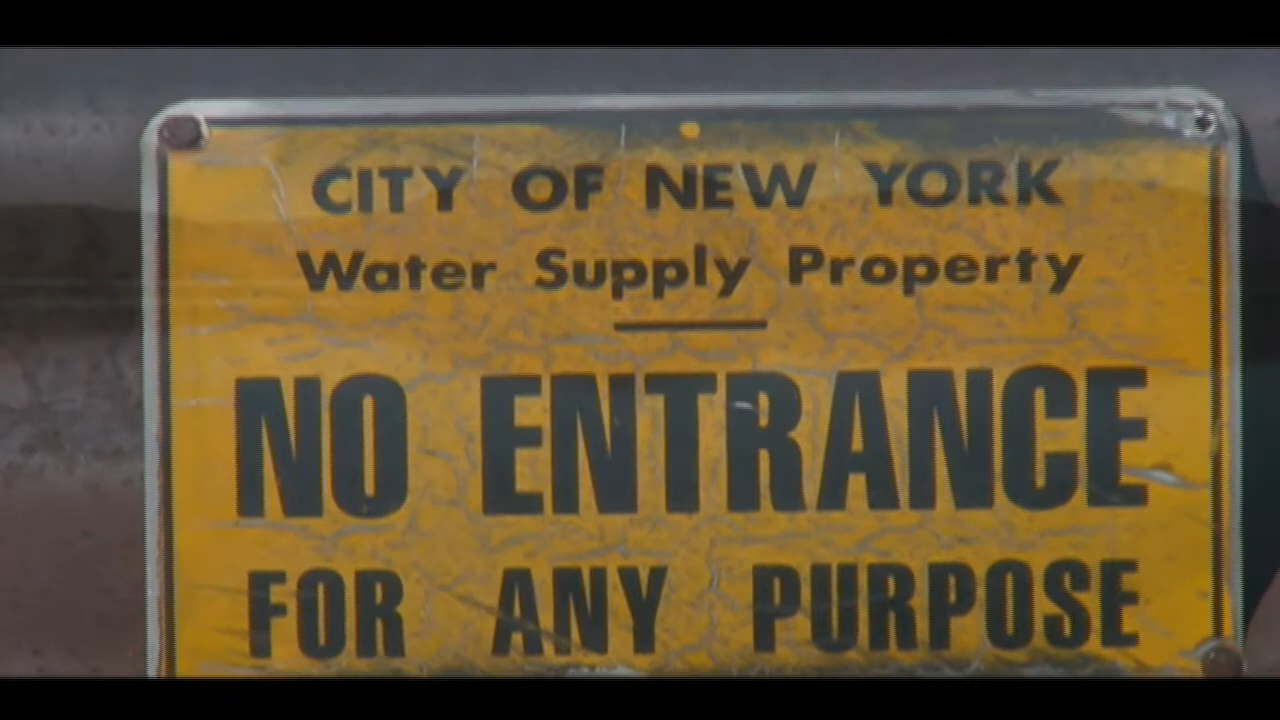 CITY OF NEW YORK
Water Supply Property
NO ENTRANCE
FOR ANY PURPOSE